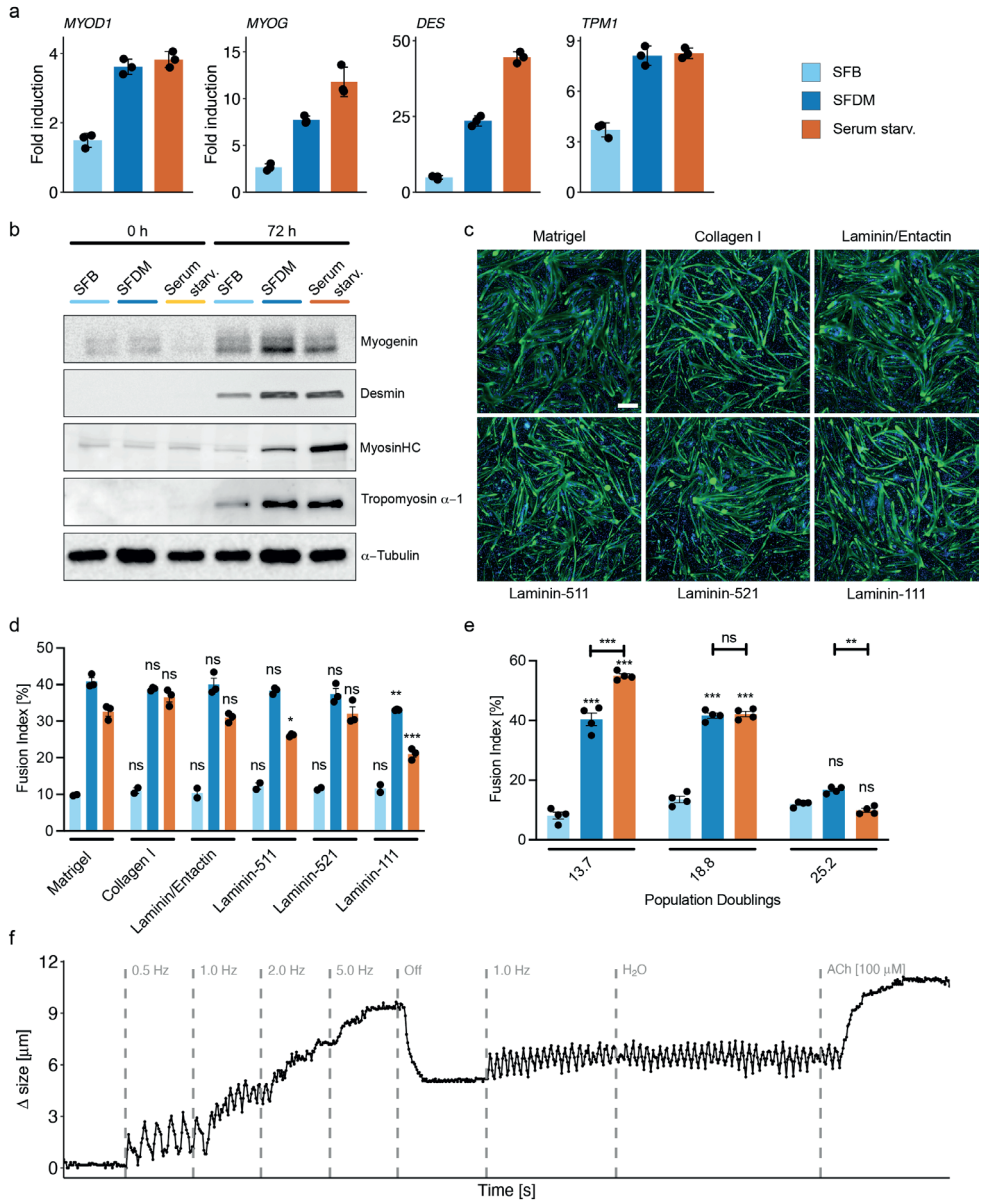 a
MYOD1
MYOG
DES
TPM1
Fold induction
4
2
0
Fold induction
15
10
5
0
50
25
0
9
6
3
0
SFB
SFDM
Serum starv.
b
0 h
72 h
SFB
SFDM
Serum starv.
SFB
SFDM
Serum starv.
Myogenin
Desmin
MyosinHC
Tropomyosin α−1
α−Tubulin
c
Matrigel
Collagen I
Laminin/Entactin
Laminin-511
Laminin-521
Laminin-111
d
Fusion Index [%]
50
40
30
20
10
0
ns ns ns
ns ns ns
ns ns *
ns ns ns
ns ** ***
Matrigel
Collagen I
Laminin/Entactin
Laminin-511
Laminin-521
Laminin-111
e
Fusion Index [%]
60
40
20
0
*** *** ***
ns *** ***
** ns ns
13.7
18.8
25.2
Population Doublings
f
Δ size [μm]
12
9
6
3
0
0.5 Hz
1.0 Hz
2.0 Hz
5.0 Hz
Off
1.0 Hz
H₂O
ACh [100 μM]
Time [s]